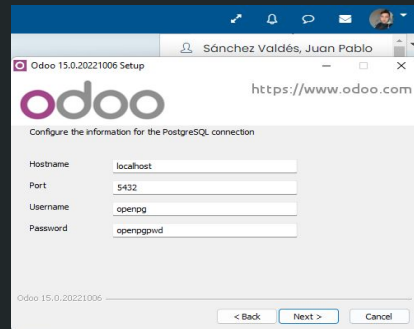 Sánchez Valdés, Juan Pablo
Odoo 15.0.20221006 Setup
odoo
https://www.odoo.com
Configure the information for the PostgreSQL connection
Hostname
localhost
Port
5432
Username
openpg
Password
openpgpwd
Odoo 15.0.20221006
< Back
Next >
Cancel